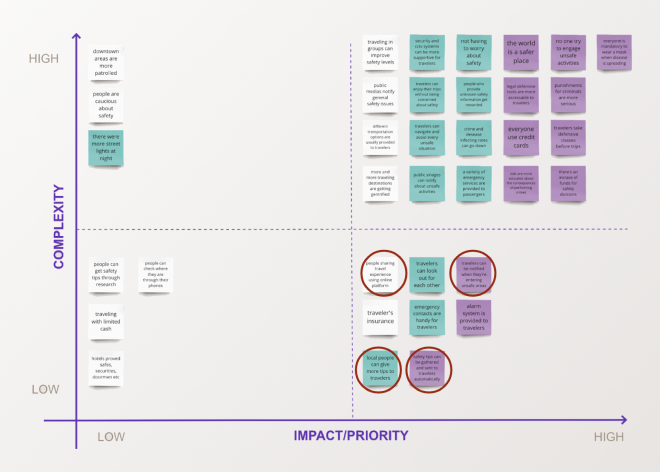 HIGH
downtown
areas are
more
patrolled
people are
coucious
about
safety
there were
more street
lights at
night
traveling in
groups can
improve
safety levels
security and
cctv systems
can be more
supportive for
travelers
not having
to worry
about
safety
the world
is a safer
place
no one try
to engage
unsafe
activities
everyone is
mandatory to
wear a mask
when disease
is spreading
public
medias notify
general
safety issues
travelers can
enjoy their trips
without being
concerned
about safety
people who
provide
unknown safety
information get
rewarded
legal defensive
tools are more
accessable to
travelers
punishments
for criminals
are more
serious
different
transportation
options are
usually provided
to travelers
travelers can
navigate and
avoid every
unsafe
situation
crime and
disease
infecting rates
can go down
everyone
use credit
cards
travelers take
defensive
classes
before trips
more and
more traveling
destinations
are getting
gentrified
public images
can notify
about unsafe
activities
a variety of
emergency
services are
provided to
passengers
there's an
increase of
funds for
safety
COMPLEXITY
people can
get safety
tips through
research
people can
check where
they are
through their
phones
traveling
with limited
cash
hotels proved
safes,
securities,
doormen etc
people sharing
travel
experience
using online
platform
travelers
can look
out for
each other
travelers can
be notified
when they're
entering
unsafe areas
traveler's
insurance
emergency
contacts are
handy for
travelers
alarm
system is
provided to
travelers
local people
can give
more tips to
travelers
safety tips can
be gathered
and sent to
travelers
automatically
LOW
LOW
IMPACT/PRIORITY
HIGH